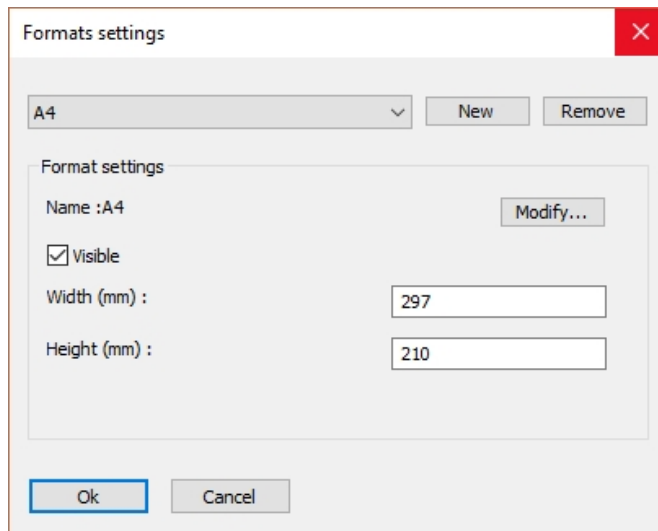 Formats settings
A4 New Remove
Format settings
Name :A4 Modify...
Visible
Width (mm) : 297
Height (mm) : 210
Ok Cancel